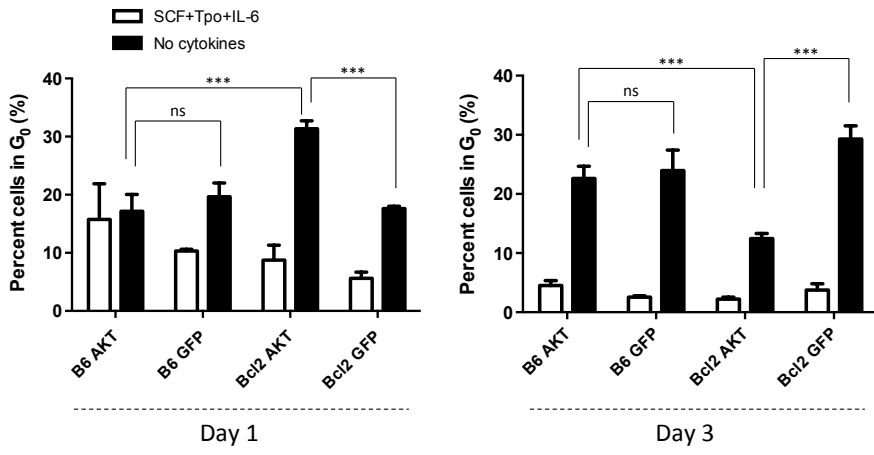 SCF+Tpo+IL-6
No cytokines
Percent cells in G0 (%)
40
30
20
10
0
***
***
ns
B6 AKT
B6 GFP
Bcl2 AKT
Bcl2 GFP
Day 1
Percent cells in G0 (%)
40
30
20
10
0
***
***
ns
B6 AKT
B6 GFP
Bcl2 AKT
Bcl2 GFP
Day 3